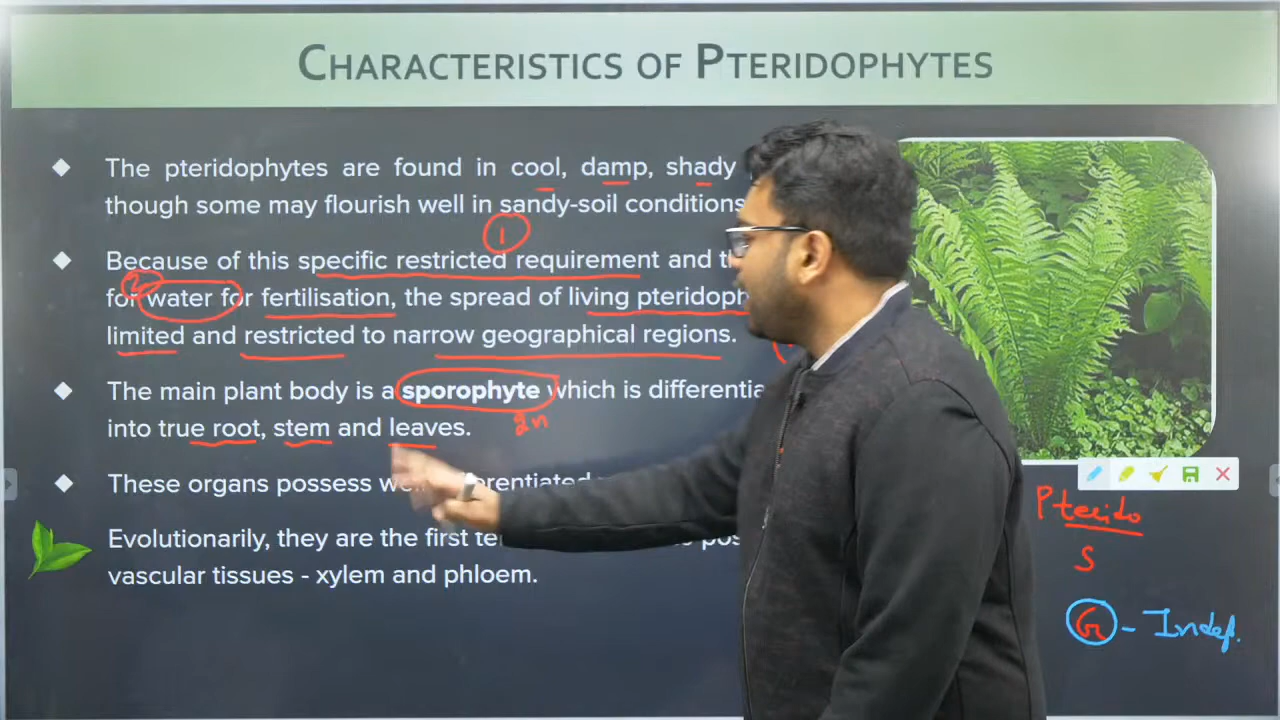 CHARACTERISTICS OF PTERIDOPHYTES
The pteridophytes are found in cool, damp, shady
though some may flourish well in sandy-soil conditions
1
Because of this specific restricted requirement and
2
for water for fertilisation, the spread of living
limited and restricted to narrow geographical regions.
The main plant body is a sporophyte which is
2n
into true root, stem and leaves.
These organs possess
Evolutionarily, they are the first
vascular tissues - xylem and phloem.
Pterido
S
G - Indep.